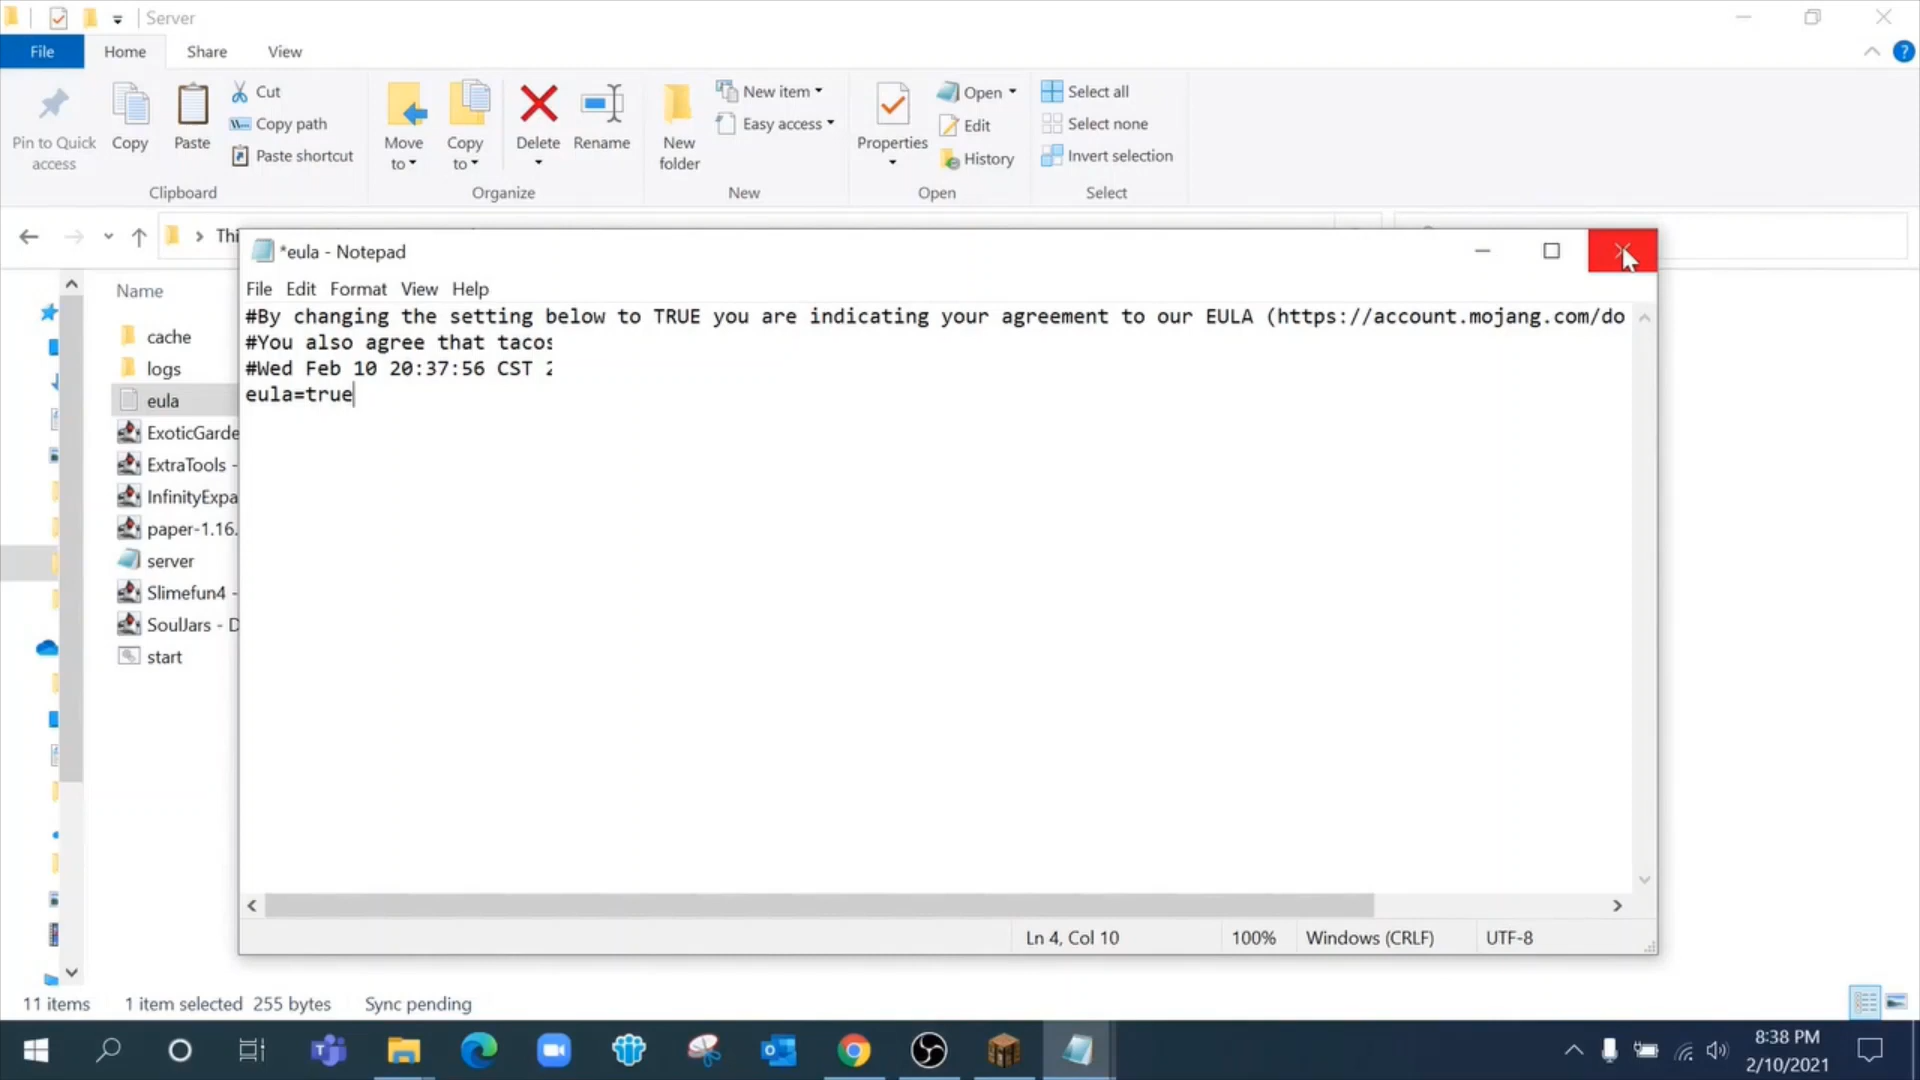 Server
File Home Share View
Pin to Quick access
Copy
Paste
Cut
Copy path
Paste shortcut
Clipboard
Move to
Copy to
Delete
Rename
Organize
New folder
New item
Easy access
New
Properties
Open
Edit
History
Open
Select all
Select none
Invert selection
Select
Thi
*eula - Notepad
File Edit Format View Help
#By changing the setting below to TRUE you are indicating your agreement to our EULA (https://account.mojang.com/do
#You also agree that tacos
#Wed Feb 10 20:37:56 CST
eula=true
Name
cache
logs
eula
ExoticGarde
ExtraTools -
InfinityExpa
paper-1.16.
server
Slimefun4 -
SoulJars - D
start
Ln 4, Col 10 100% Windows (CRLF) UTF-8
11 items 1 item selected 255 bytes Sync pending
8:38 PM
2/10/2021